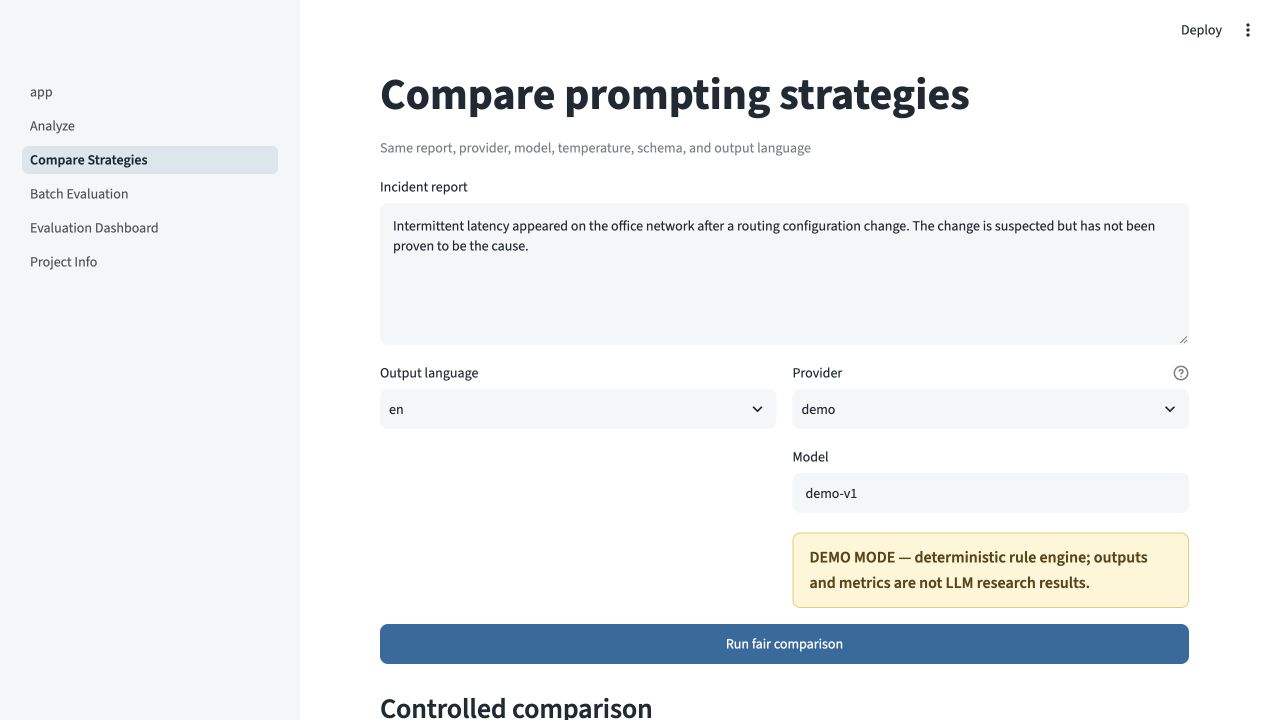 Deploy
app
Analyze
Compare Strategies
Batch Evaluation
Evaluation Dashboard
Project Info
Compare prompting strategies
Same report, provider, model, temperature, schema, and output language
Incident report
Intermittent latency appeared on the office network after a routing configuration change. The change is suspected but has not been
proven to be the cause.
Output language
en
Provider
demo
Model
demo-v1
DEMO MODE — deterministic rule engine; outputs
and metrics are not LLM research results.
Run fair comparison
Controlled comparison